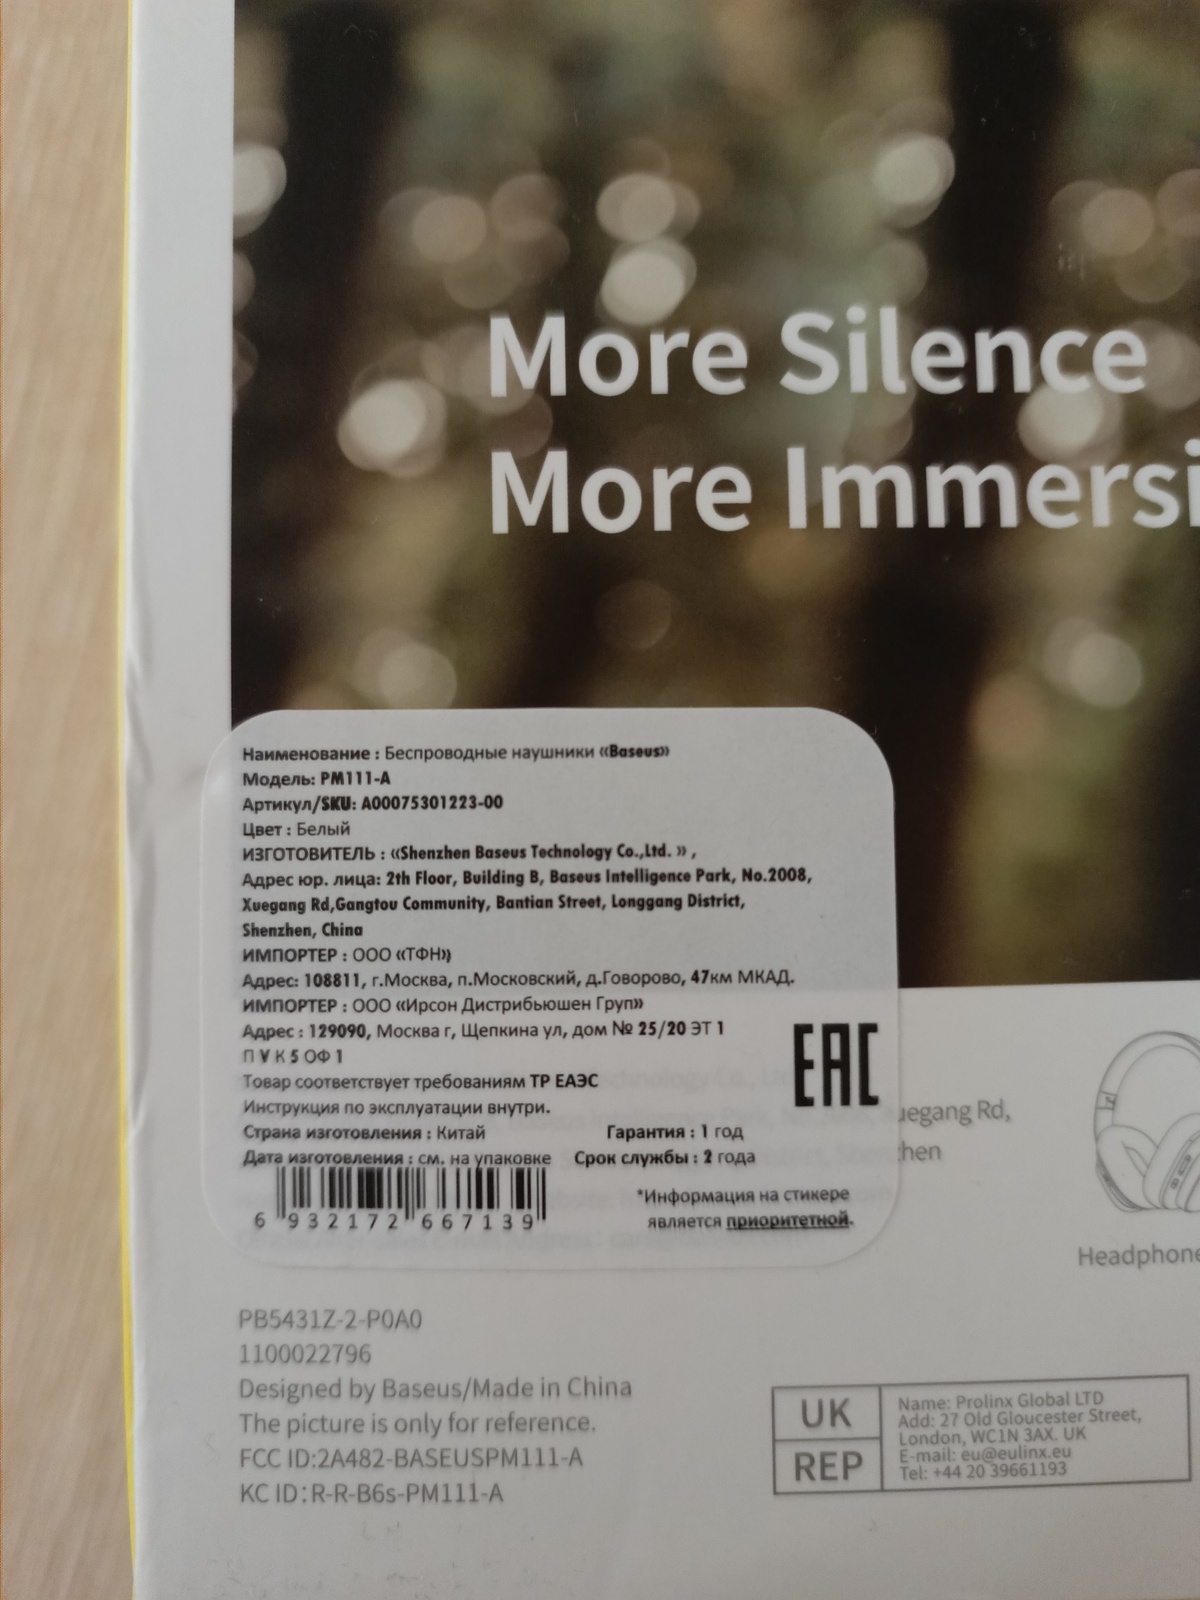 More Silence
More Immersi
Наименование : Беспроводные наушники «Baseus»
Модель: PM111-A
Артикул/SKU: A00075301223-00
Цвет : Белый
ИЗГОТОВИТЕЛЬ : «Shenzhen Baseus Technology Co.,Ltd. » ,
Адрес юр. лица: 2th Floor, Building B, Baseus Intelligence Park, No.2008,
Xuegang Rd,Gangtou Community, Bantian Street, Longgang District,
Shenzhen, China
ИМПОРТЕР : ООО «ТФН»
Адрес: 108811, г.Москва, п.Московский, д.Говорово, 47км МКАД.
ИМПОРТЕР : ООО «Ирсон Дистрибьюшен Груп»
Адрес : 129090, Москва г, Щепкина ул, дом № 25/20 ЭТ 1
П V К 5 ОФ 1
Товар соответствует требованиям ТР ЕАЭС
Инструкция по эксплуатации внутри.
Страна изготовления : Китай Гарантия : 1 год
Дата изготовления : см. на упаковке Срок службы : 2 года
6 932172 667139
*Информация на стикере
является приоритетной.
EAC
uegang Rd,
hen
Headphone
PB5431Z-2-P0A0
1100022796
Designed by Baseus/Made in China
The picture is only for reference.
FCC ID:2A482-BASEUSPM111-A
KC ID:R-R-B6s-PM111-A
UK
REP
Name: Prolinx Global LTD
Add: 27 Old Gloucester Street,
London, WC1N 3AX. UK
E-mail: eu@eulinx.eu
Tel: +44 20 39661193